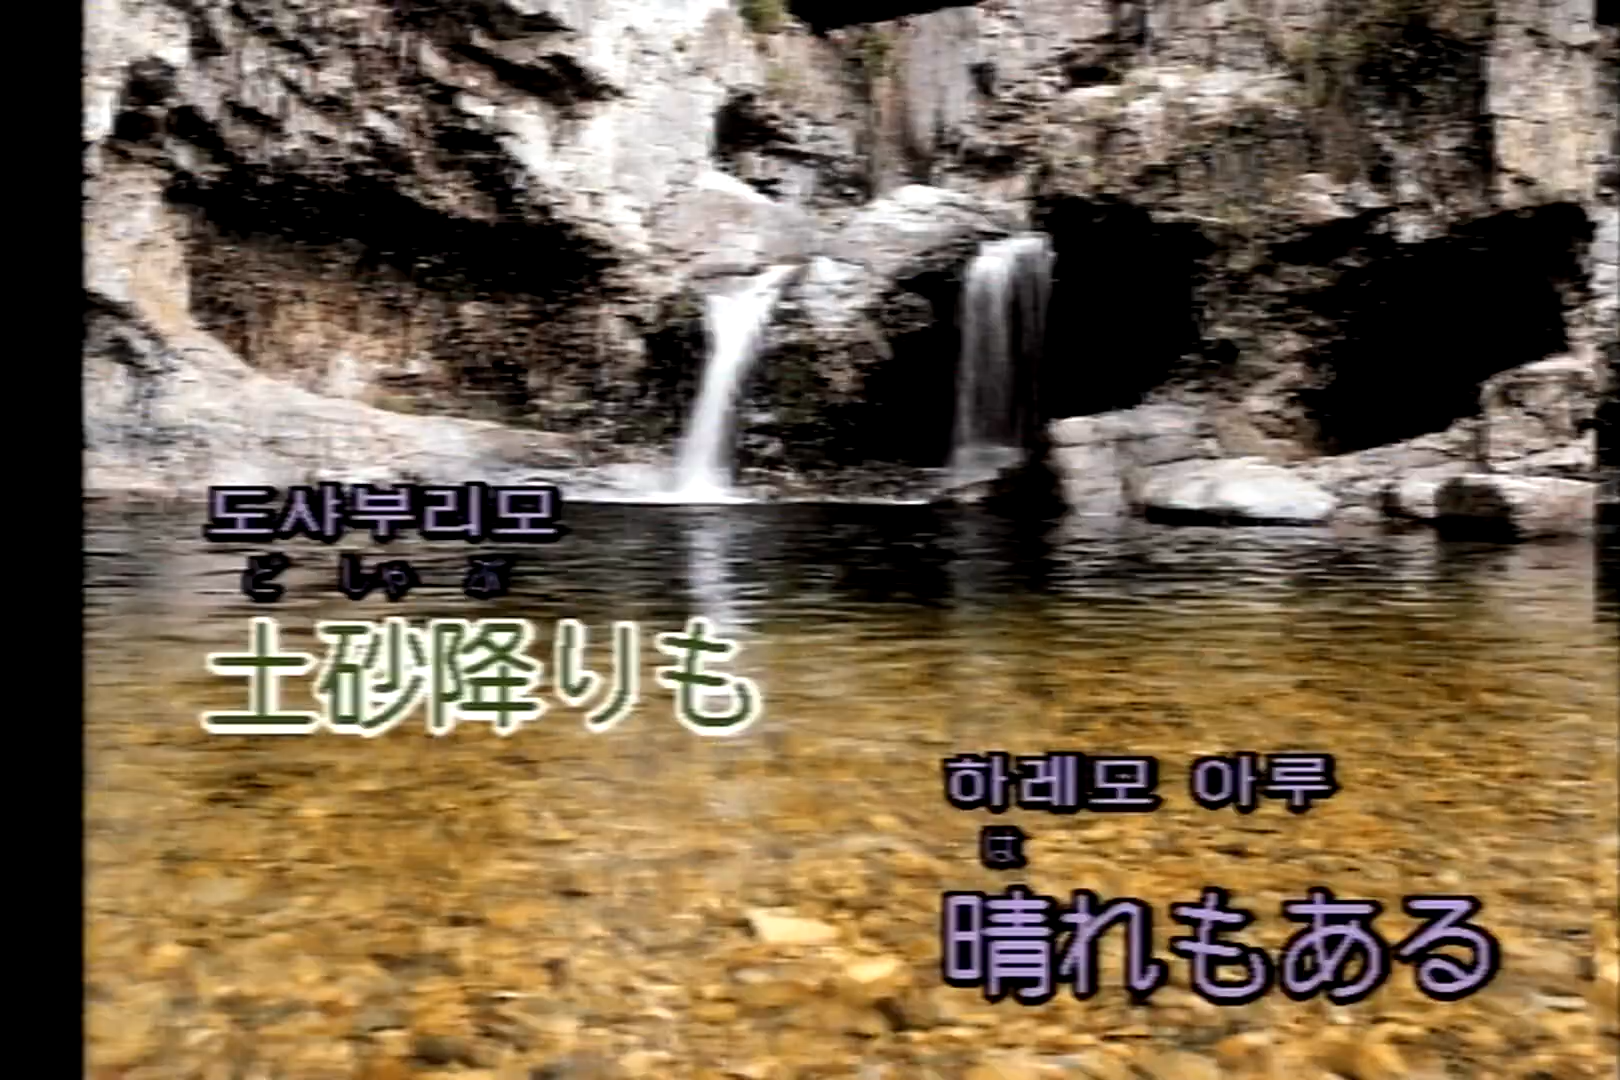 도샤부리모
ど しゃ ぶ
土砂降りも
하레모 아루
は
晴れもある